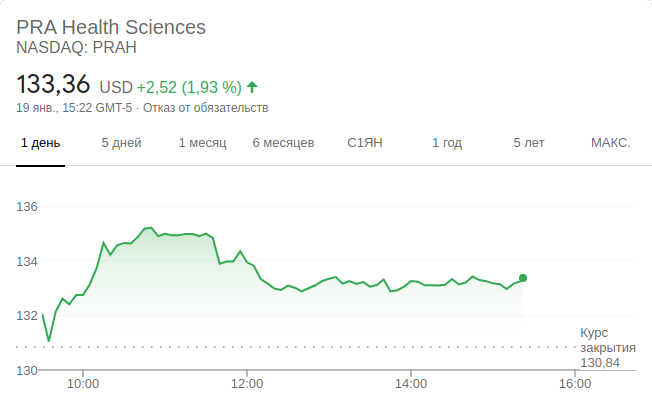 PRA Health Sciences
NASDAQ: PRAH
133,36 USD +2,52 (1,93 %)
19 янв., 15:22 GMT-5 · Отказ от обязательств
1 день 5 дней 1 месяц 6 месяцев С1ЯН 1 год 5 лет МАКС.
136
134
132
130
Курс
закрытия
130,84
10:00 12:00 14:00 16:00